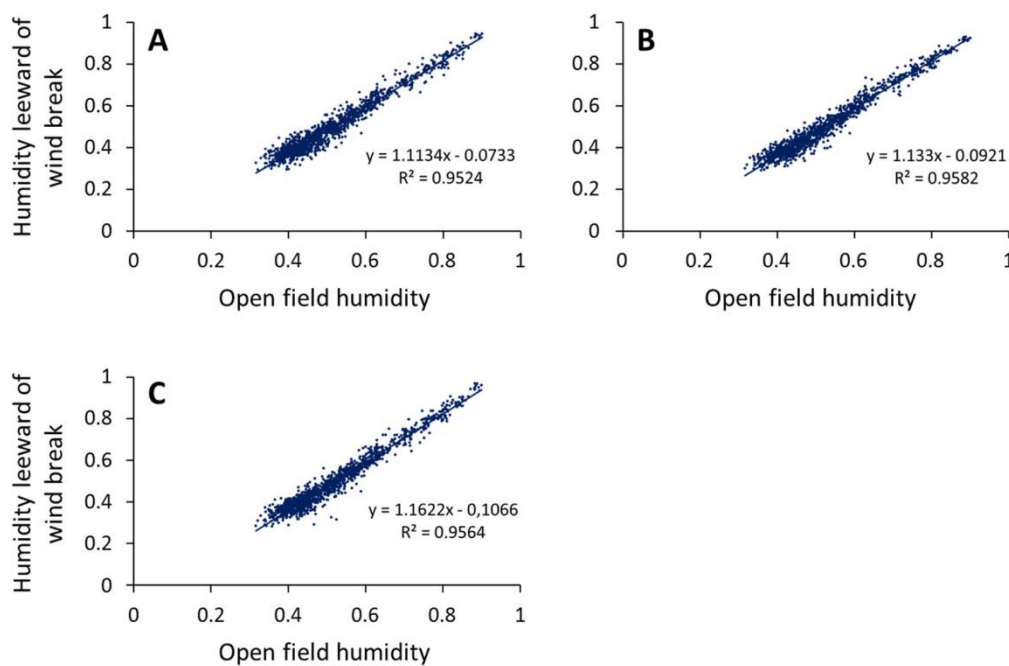 A
1
0.8
0.6
0.4
0.2
0
Humidity leeward of
wind break
y = 1.1134x - 0.0733
R² = 0.9524
0 0.2 0.4 0.6 0.8 1
Open field humidity
B
1
0.8
0.6
0.4
0.2
0
y = 1.133x - 0.0921
R² = 0.9582
0 0.2 0.4 0.6 0.8 1
Open field humidity
C
1
0.8
0.6
0.4
0.2
0
Humidity leeward of
wind break
y = 1.1622x - 0,1066
R² = 0.9564
0 0.2 0.4 0.6 0.8 1
Open field humidity